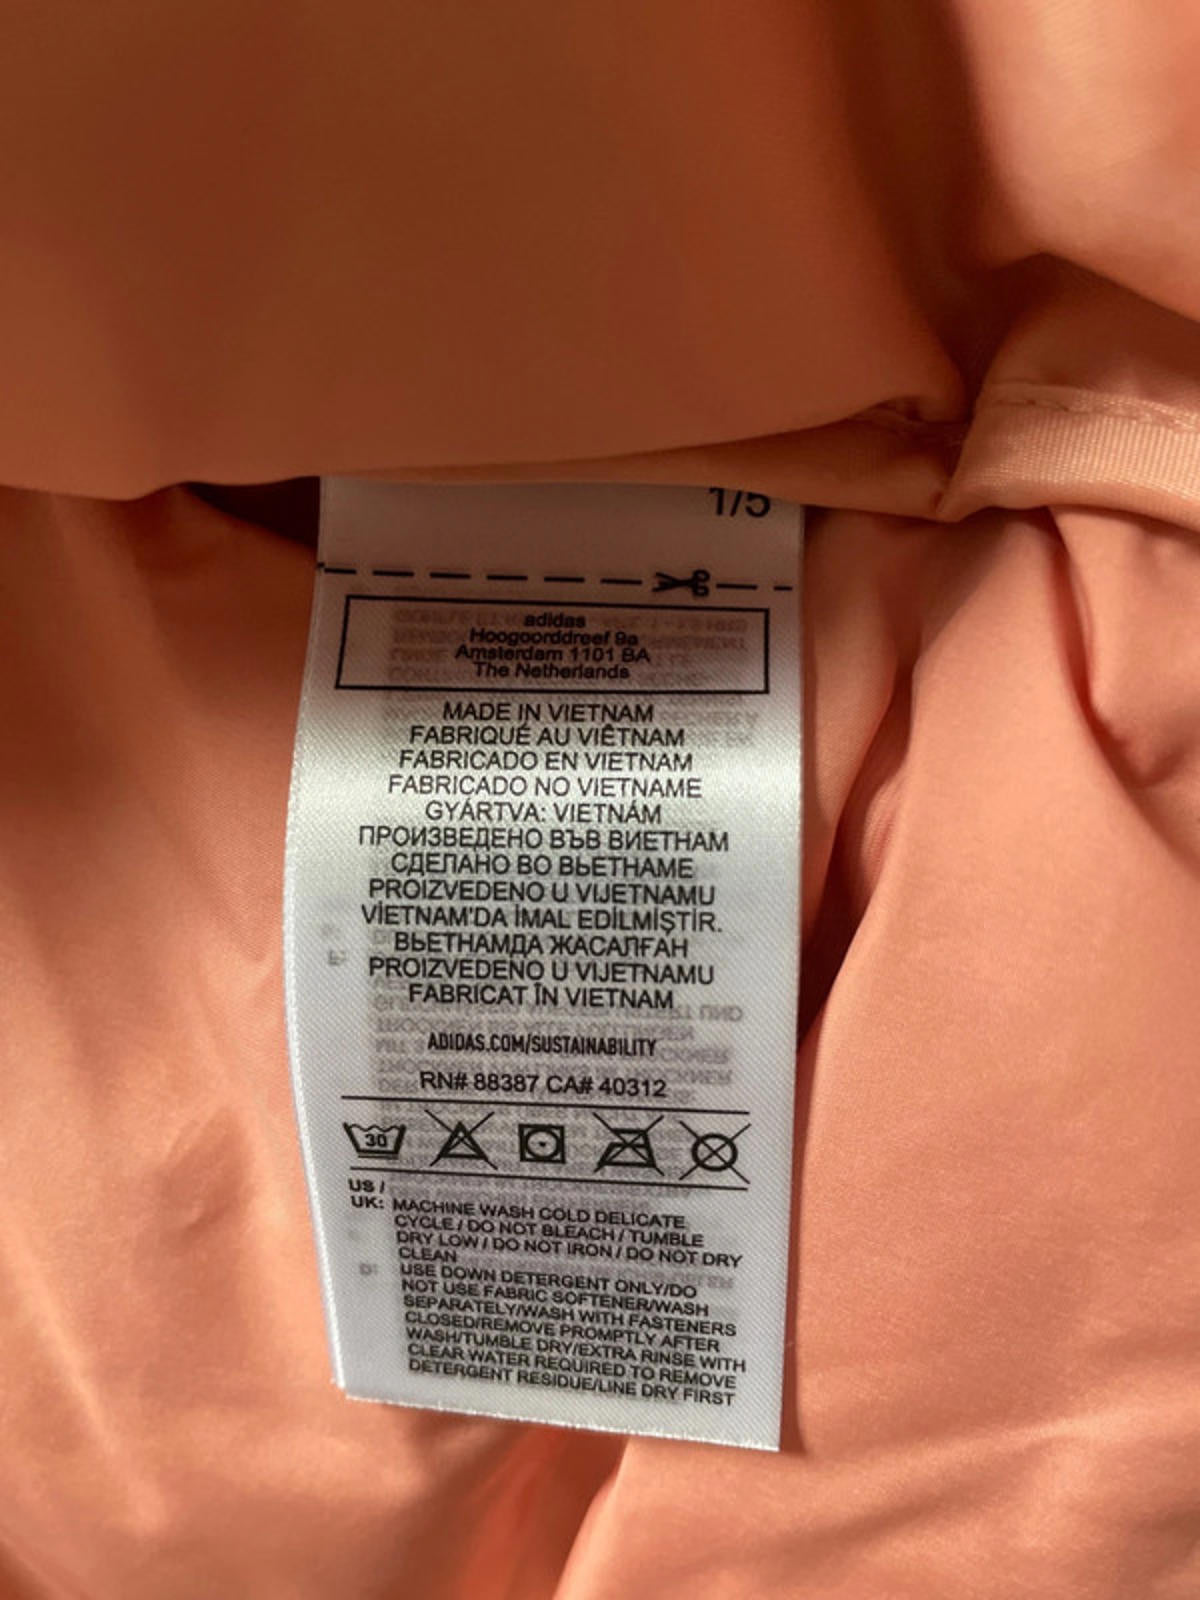 1/5
adidas
Hoogoorddreef 9a
Amsterdam 1101 BA
The Netherlands
MADE IN VIETNAM
FABRIQUÉ AU VIÊTNAM
FABRICADO EN VIETNAM
FABRICADO NO VIETNAME
GYÁRTVA: VIETNÁM
ПРОИЗВЕДЕНО ВЪВ ВИЕТНАМ
СДЕЛАНО ВО ВЬЕТНАМЕ
PROIZVEDENO U VIJETNAMU
VİETNAM'DA İMAL EDİLMİŞTİR.
ВЬЕТНАМДА ЖАСАЛҒАН
PROIZVEDENO U VIJETNAMU
FABRICAT ÎN VIETNAM
ADIDAS.COM/SUSTAINABILITY
RN# 88387 CA# 40312
30
US /
UK: MACHINE WASH COLD DELICATE
CYCLE / DO NOT BLEACH / TUMBLE
DRY LOW / DO NOT IRON / DO NOT DRY
CLEAN
USE DOWN DETERGENT ONLY/DO
NOT USE FABRIC SOFTENER/WASH
SEPARATELY/WASH WITH FASTENERS
CLOSED/REMOVE PROMPTLY AFTER
WASH/TUMBLE DRY/EXTRA RINSE WITH
CLEAR WATER REQUIRED TO REMOVE
DETERGENT RESIDUE/LINE DRY FIRST